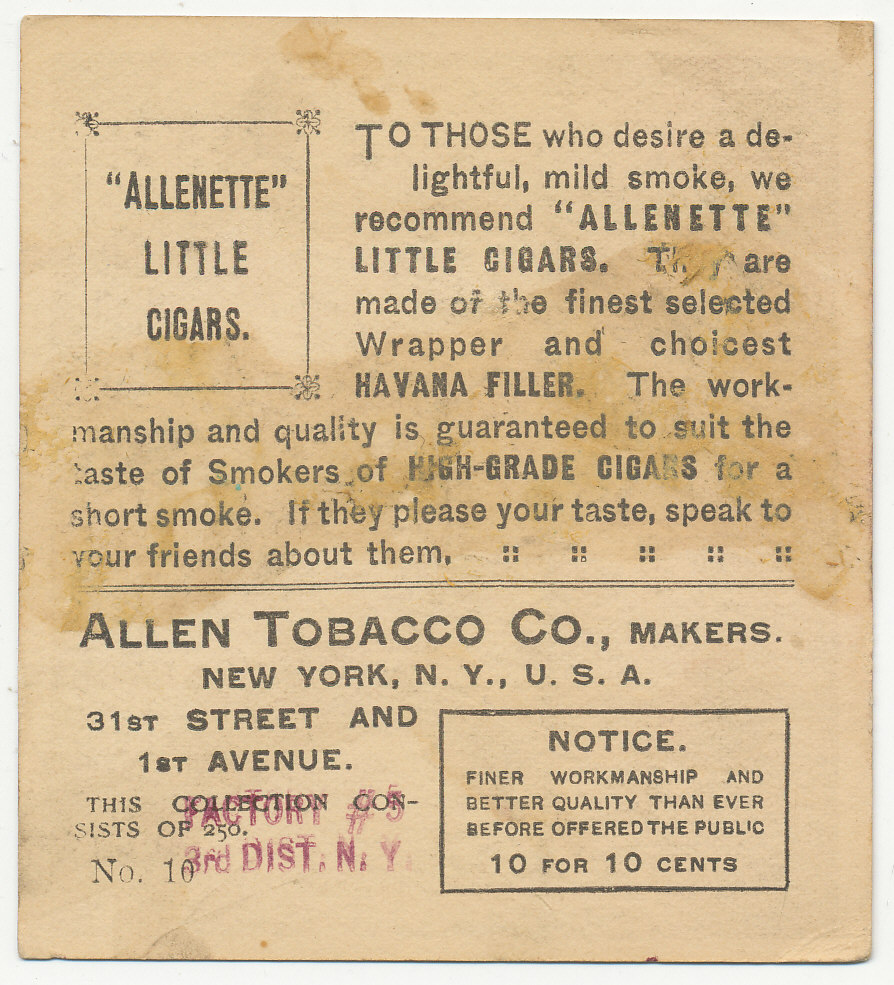 "ALLENETTE"
LITTLE
CIGARS.
TO THOSE who desire a de-
lightful, mild smoke, we
recommend "ALLENETTE"
LITTLE CIGARS. They are
made of the finest selected
Wrapper and choicest
HAVANA FILLER. The work-
manship and quality is guaranteed to suit the
taste of Smokers of HIGH-GRADE CIGARS for a
short smoke. If they please your taste, speak to
your friends about them. :: :: :: :: ::
ALLEN TOBACCO CO., MAKERS.
NEW YORK, N. Y., U. S. A.
31ST STREET AND
1ST AVENUE.
THIS COLLECTION CON-
SISTS OF 250.
No. 10
FACTORY #5
3rd DIST. N. Y.
NOTICE.
FINER WORKMANSHIP AND
BETTER QUALITY THAN EVER
BEFORE OFFERED THE PUBLIC
10 FOR 10 CENTS